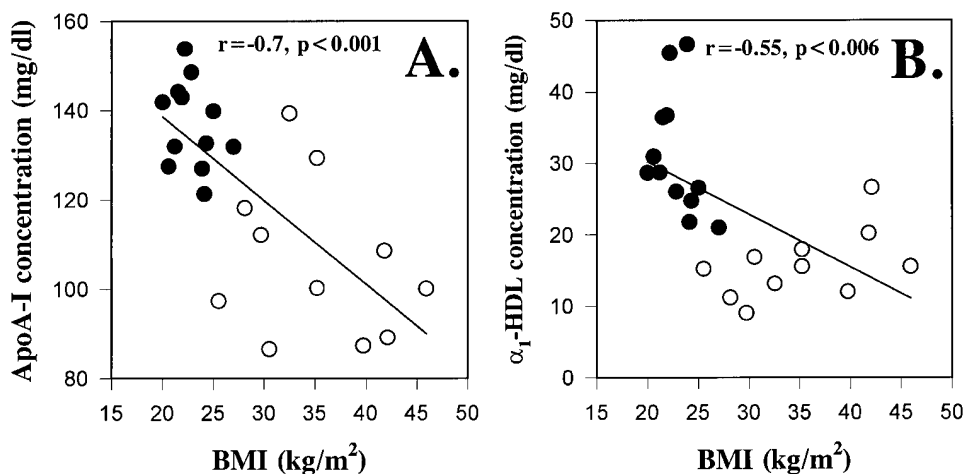 r=-0.7, p<0.001
A.
ApoA-I concentration (mg/dl)
160
140
120
100
80
15 20 25 30 35 40 45 50
BMI (kg/m²)
r=-0.55, p<0.006
B.
α₁-HDL concentration (mg/dl)
50
40
30
20
10
0
15 20 25 30 35 40 45 50
BMI (kg/m²)